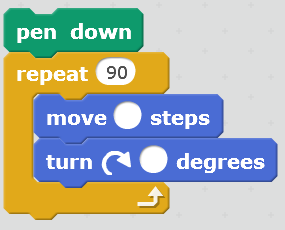 pen down
repeat 90
move steps
turn degrees